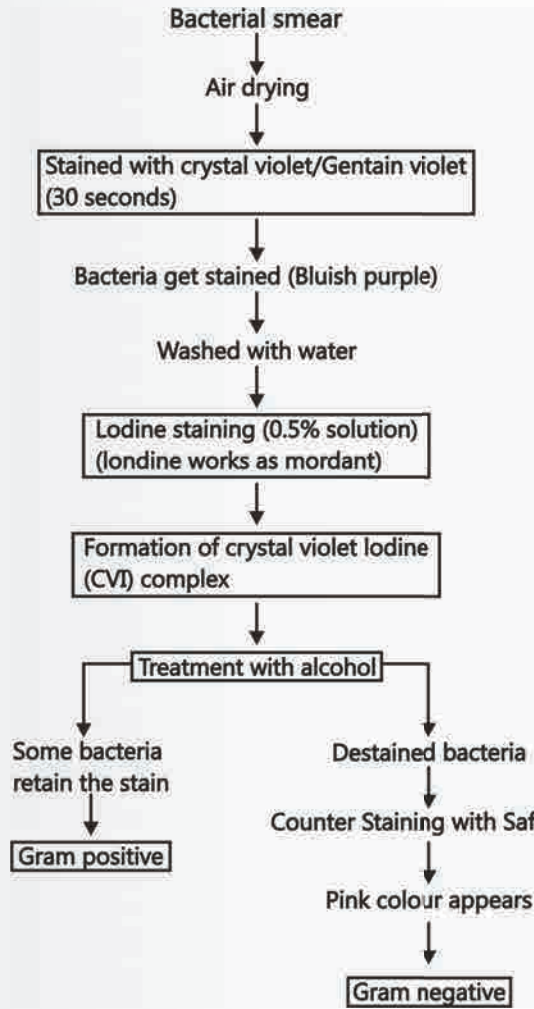 Bacterial smear
Air drying
Stained with crystal violet/Gentain violet
(30 seconds)
Bacteria get stained (Bluish purple)
Washed with water
Lodine staining (0.5% solution)
(Iondine works as mordant)
Formation of crystal violet Iodine
(CVI) complex
Treatment with alcohol
Some bacteria
retain the stain
Gram positive
Destained bacteria
Counter Staining with Saf
Pink colour appears
Gram negative